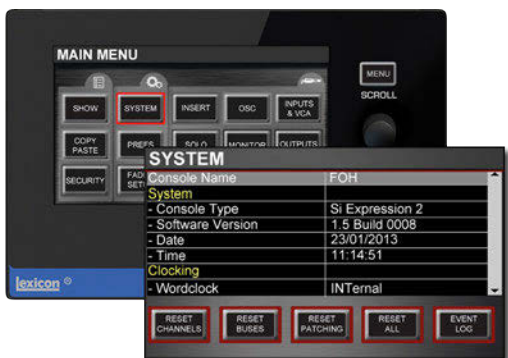 MAIN MENU
SHOW
SYSTEM
INSERT
OSC
INPUTS
& VCA
MENU
SCROLL
COPY
PASTE
PREFS
SOLO
MONITOR
OUTPUTS
SECURITY
SYSTEM
Console Name FOH
System
- Console Type Si Expression 2
- Software Version 1.5 Build 0008
- Date 23/01/2013
- Time 11:14:51
Clocking
- Wordclock INTernal
RESET
CHANNELS
RESET
BUSES
RESET
PATCHING
RESET
ALL
EVENT
LOG
lexicon ®